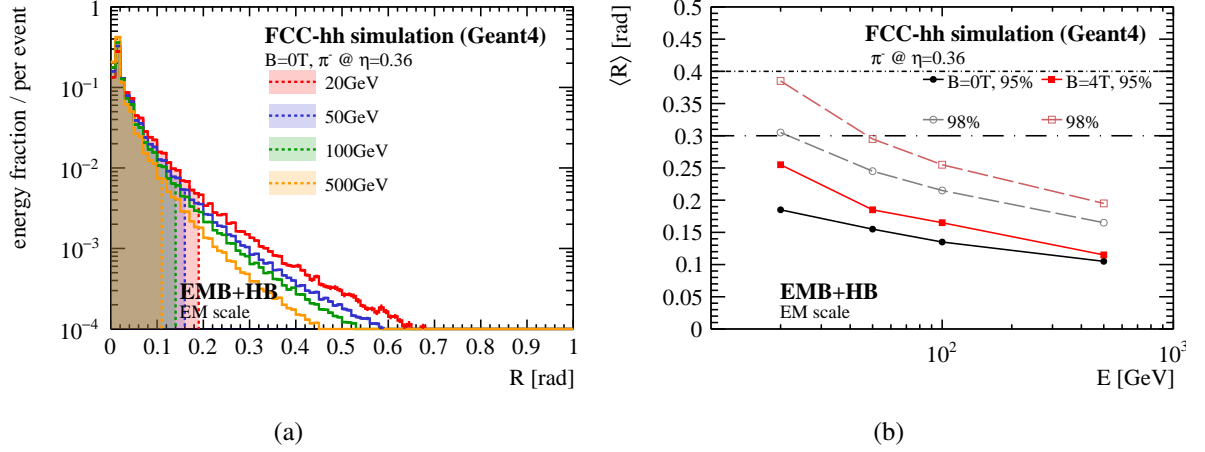 FCC-hh simulation (Geant4)
B=0T, π⁻ @ η=0.36
20GeV
50GeV
100GeV
500GeV
EMB+HB
EM scale
energy fraction / per event
1
10⁻¹
10⁻²
10⁻³
10⁻⁴
0 0.1 0.2 0.3 0.4 0.5 0.6 0.7 0.8 0.9 1
R [rad]
(a)
FCC-hh simulation (Geant4)
π⁻ @ η=0.36
B=0T, 95% B=4T, 95%
98% 98%
EMB+HB
EM scale
⟨R⟩ [rad]
0.5
0.45
0.4
0.35
0.3
0.25
0.2
0.15
0.1
0.05
0
10² 10³
E [GeV]
(b)